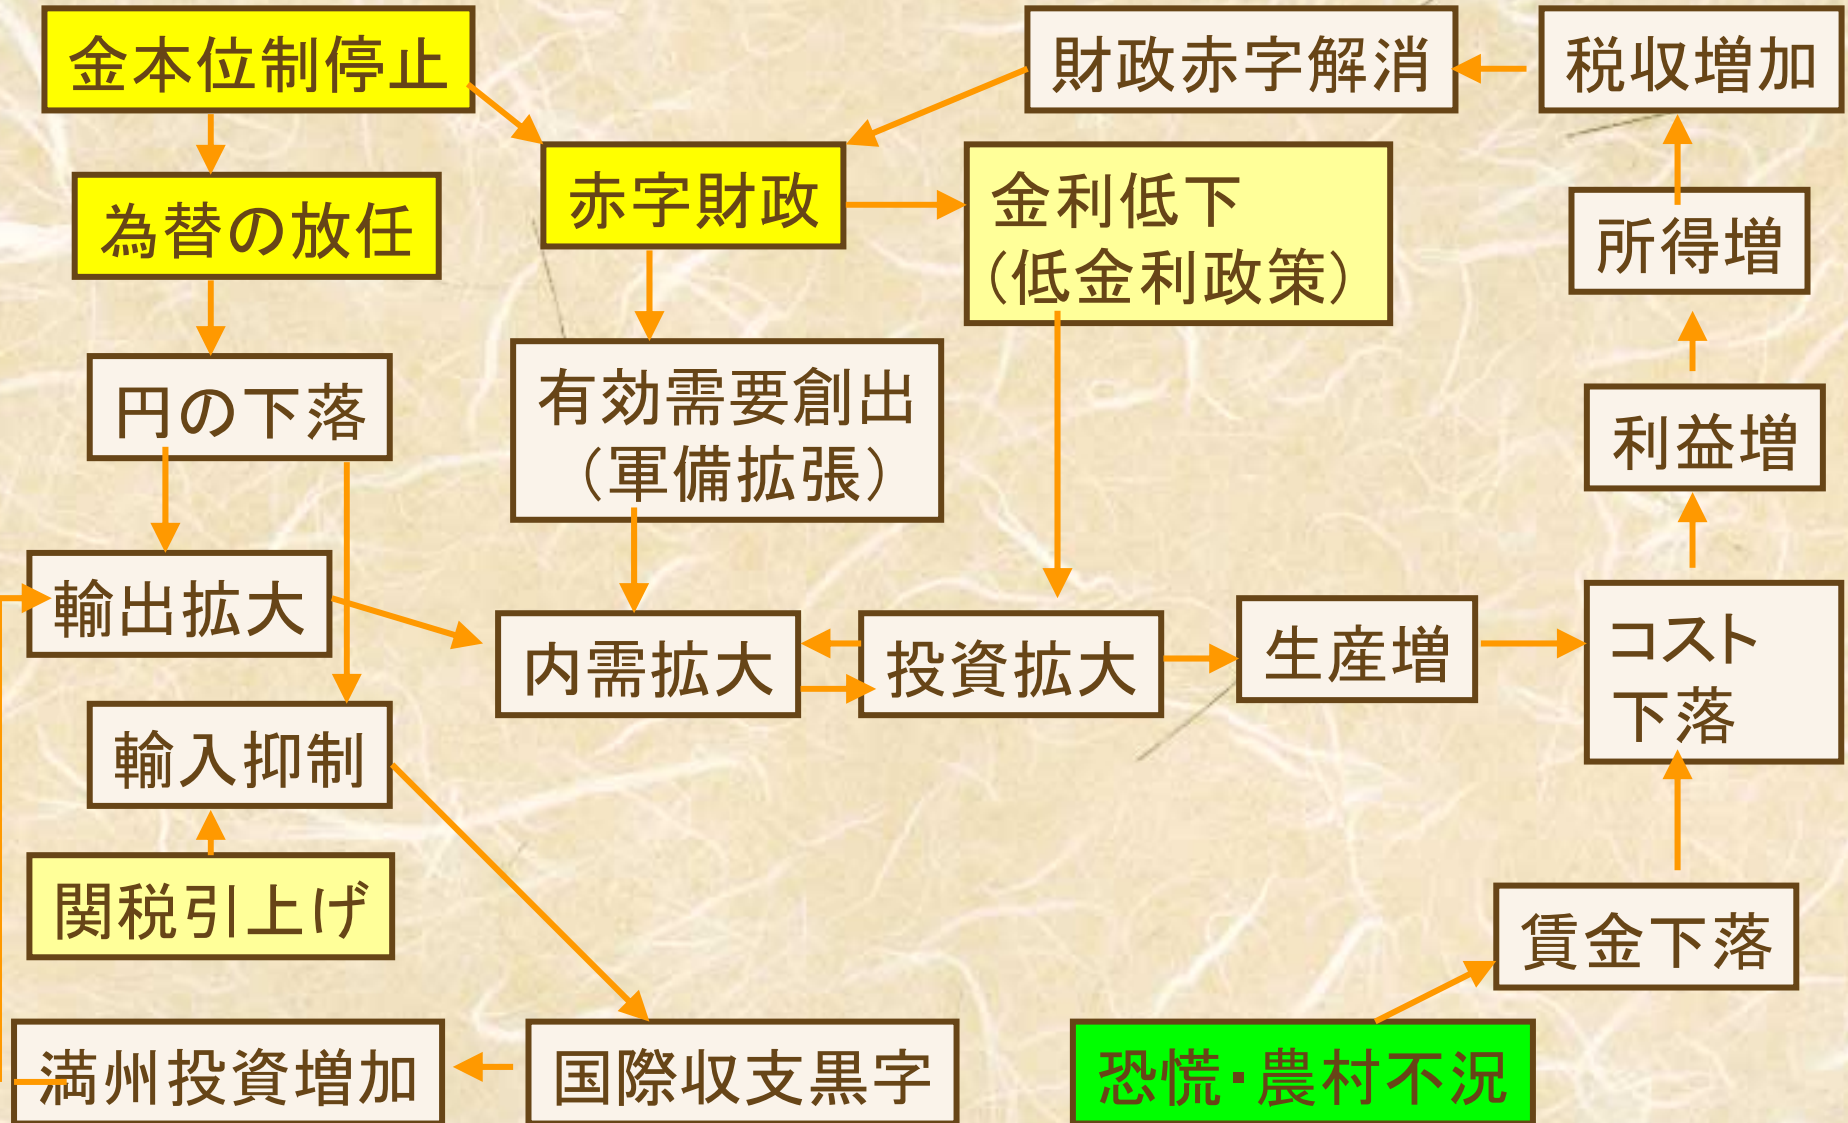 金本位制停止
財政赤字解消
税収増加
為替の放任
赤字財政
金利低下
(低金利政策)
所得増
円の下落
有効需要創出
(軍備拡張)
利益増
輸出拡大
内需拡大
投資拡大
生産増
コスト
下落
輸入抑制
関税引上げ
賃金下落
満州投資増加
国際収支黒字
恐慌・農村不況